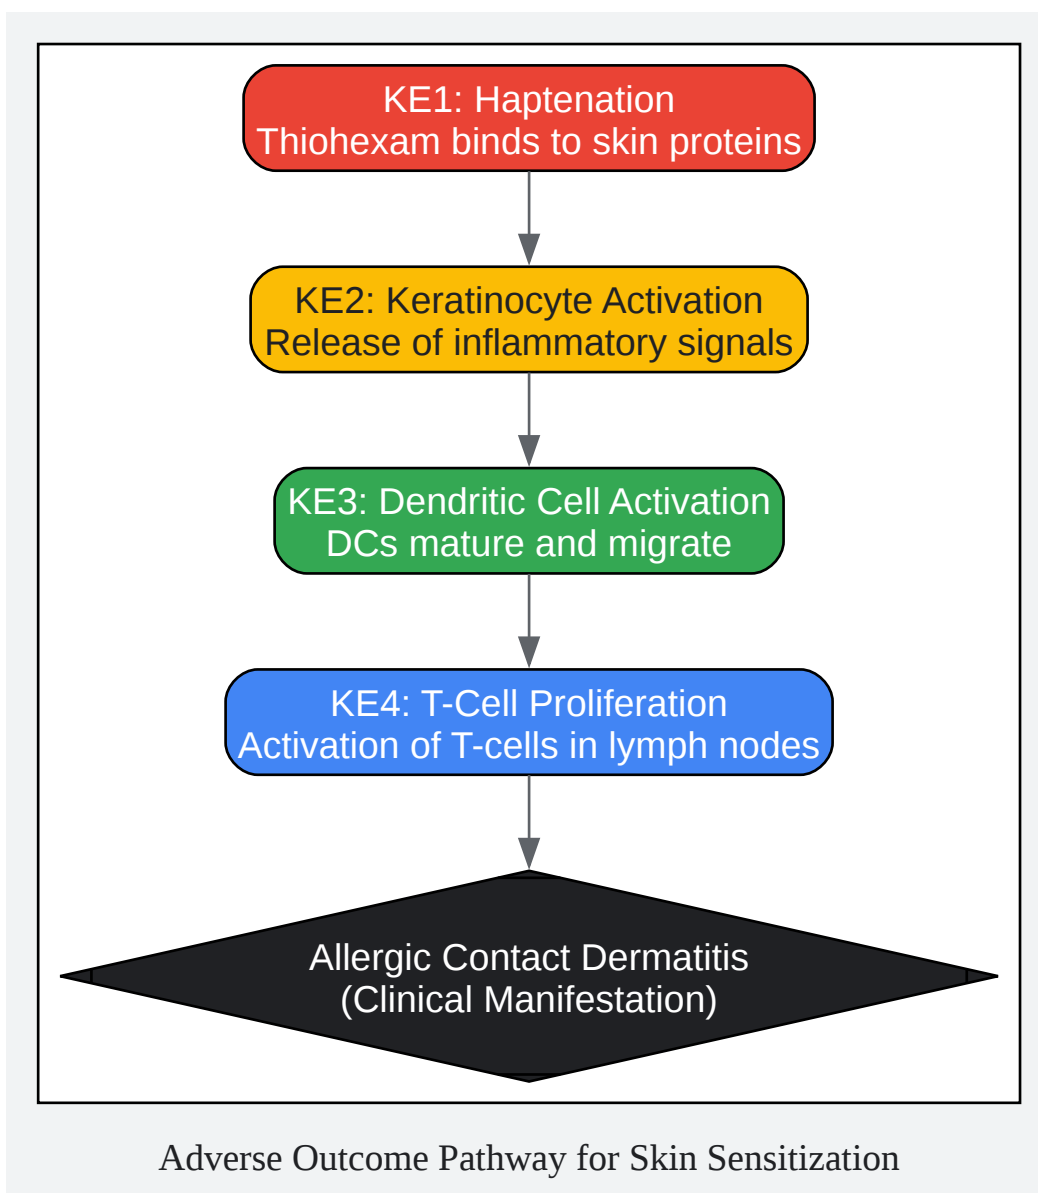 KE1: Haptenation
Thiohexam binds to skin proteins
KE2: Keratinocyte Activation
Release of inflammatory signals
KE3: Dendritic Cell Activation
DCs mature and migrate
KE4: T-Cell Proliferation
Activation of T-cells in lymph nodes
Allergic Contact Dermatitis
(Clinical Manifestation)
Adverse Outcome Pathway for Skin Sensitization